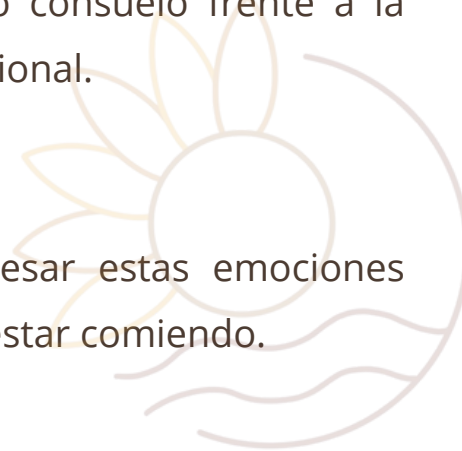 consuelo frente a la
ional.
esar estas emociones
star comiendo.